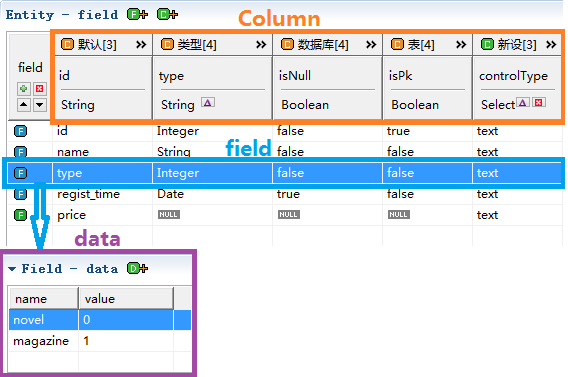 Entity - field F+ C+ Column
field C 默认[3] » C 类型[4] » C 数据库[4] » C 表[4] » C 新设[3] »
id type isNull isPk controlType
String String Boolean Boolean Select
F id Integer false true text
F name String false false text
field
F type Integer false false text
F regist_time Date true false text
F price NULL NULL NULL text
data
Field - data D+
name value
novel 0
magazine 1